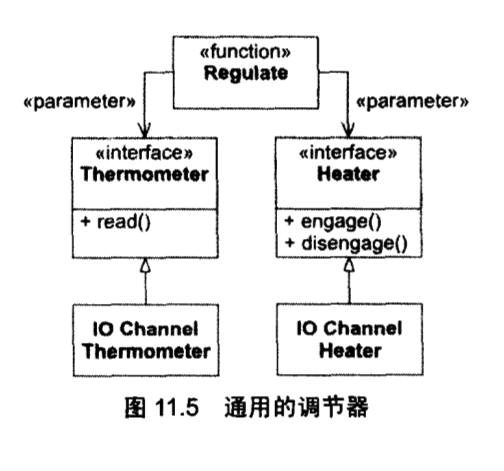 «function»
Regulate
«parameter»
«parameter»
«interface»
Thermometer
+ read()
«interface»
Heater
+ engage()
+ disengage()
IO Channel
Thermometer
IO Channel
Heater
图 11.5 通用的调节器